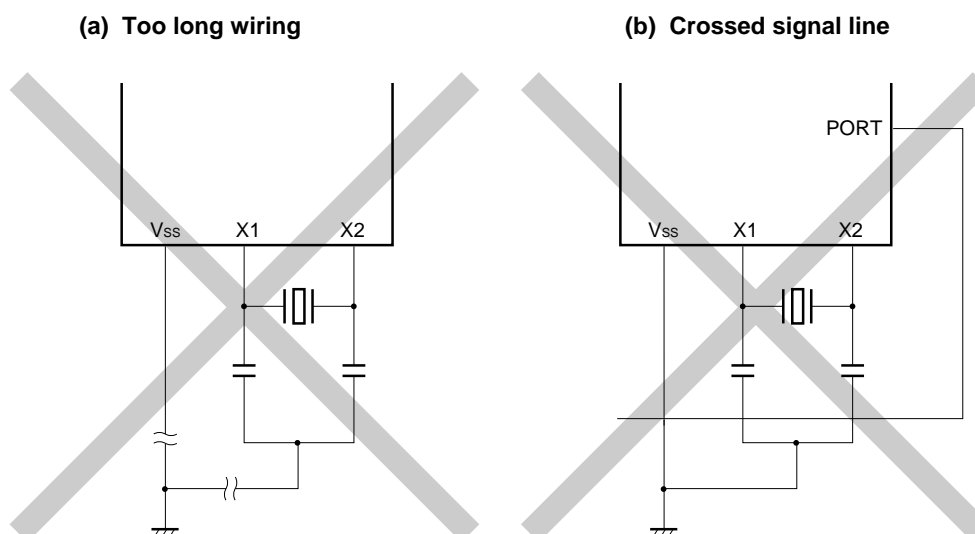 (a) Too long wiring
(b) Crossed signal line
PORT
VSS X1 X2
VSS X1 X2